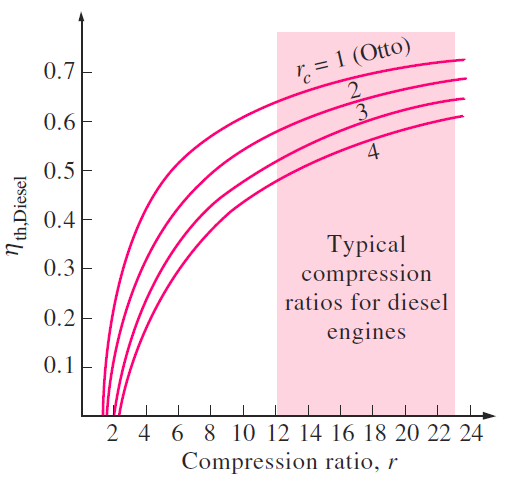 0.7
0.6
0.5
0.4
0.3
0.2
0.1
ηth,Diesel
rc = 1 (Otto)
2
3
4
Typical
compression
ratios for diesel
engines
2 4 6 8 10 12 14 16 18 20 22 24
Compression ratio, r